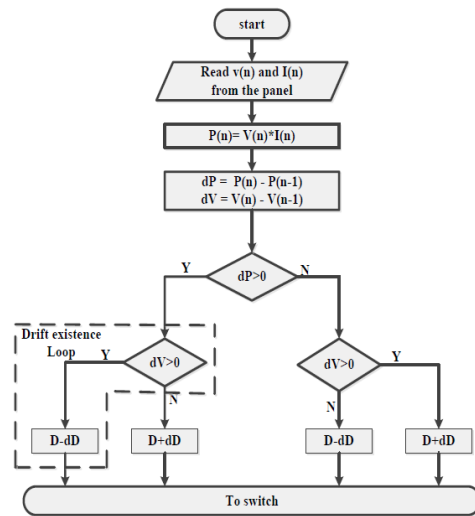 start
Read v(n) and I(n)
from the panel
P(n)= V(n)*I(n)
dP = P(n) - P(n-1)
dV = V(n) - V(n-1)
dP>0
Y
N
Drift existence
Loop
Y
dV>0
N
dV>0
Y
N
D-dD
D+dD
D-dD
D+dD
To switch